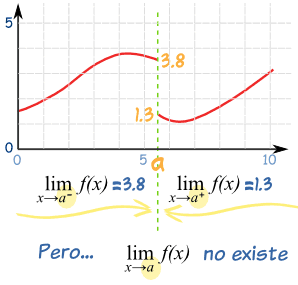 5
3.8
1.3
0
0 5 a 10
lim x→a⁻ f(x) =3.8 lim x→a⁺ f(x) =1.3
Pero... lim x→a f(x) no existe